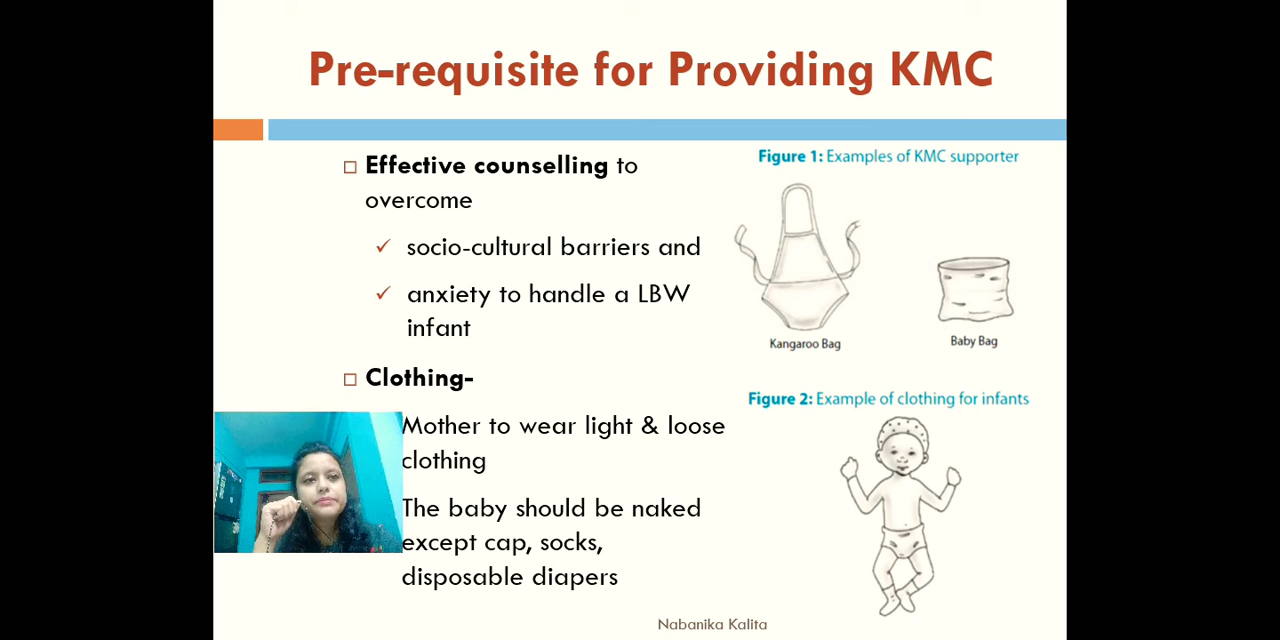 Pre-requisite for Providing KMC
Effective counselling to
overcome
socio-cultural barriers and
anxiety to handle a LBW
infant
Clothing-
Mother to wear light & loose
clothing
The baby should be naked
except cap, socks,
disposable diapers
Figure 1: Examples of KMC supporter
Kangaroo Bag
Baby Bag
Figure 2: Example of clothing for infants
Nabanika Kalita